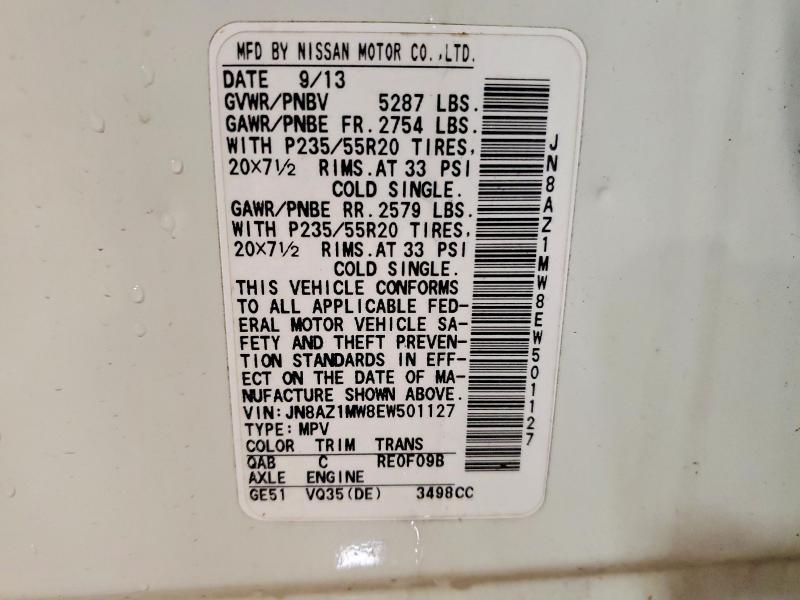 MFD BY NISSAN MOTOR CO.,LTD.
DATE 9/13
GVWR/PNBV 5287 LBS.
GAWR/PNBE FR. 2754 LBS.
WITH P235/55R20 TIRES,
20×7½ RIMS.AT 33 PSI
COLD SINGLE.
GAWR/PNBE RR. 2579 LBS.
WITH P235/55R20 TIRES,
20×7½ RIMS.AT 33 PSI
COLD SINGLE.
THIS VEHICLE CONFORMS
TO ALL APPLICABLE FED-
ERAL MOTOR VEHICLE SA-
FETY AND THEFT PREVEN-
TION STANDARDS IN EFF-
ECT ON THE DATE OF MA-
NUFACTURE SHOWN ABOVE.
VIN:JN8AZ1MW8EW501127
TYPE:MPV
COLOR TRIM TRANS
QAB C RE0F09B
AXLE ENGINE
GE51 VQ35(DE) 3498CC
JN8AZ1MW8EW501127